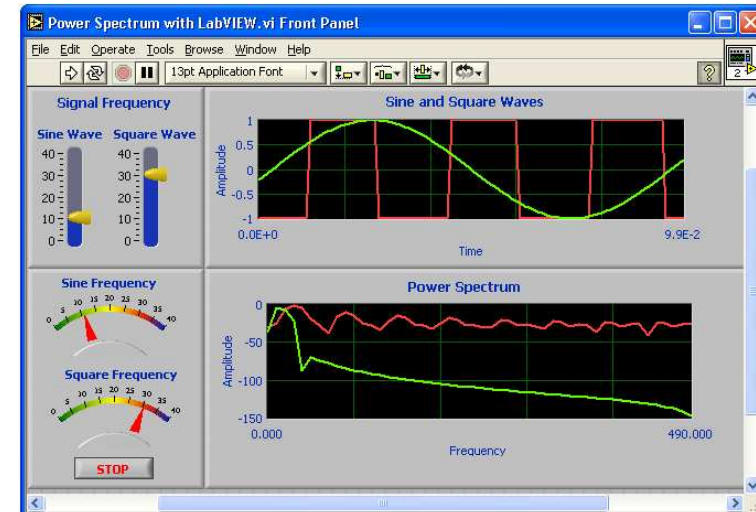 Power Spectrum with LabVIEW.vi Front Panel
File Edit Operate Tools Browse Window Help
13pt Application Font
?
2
Signal Frequency
Sine Wave Square Wave
40
30
20
10
0
40
30
20
10
0
Sine and Square Waves
Amplitude
1
0.5
0
-0.5
-1
0.0E+0
9.9E-2
Time
Sine Frequency
0 5 10 15 20 25 30 35 40
Square Frequency
0 5 10 15 20 25 30 35 40
STOP
Power Spectrum
Amplitude
0
-50
-100
-150
0.000
490.000
Frequency